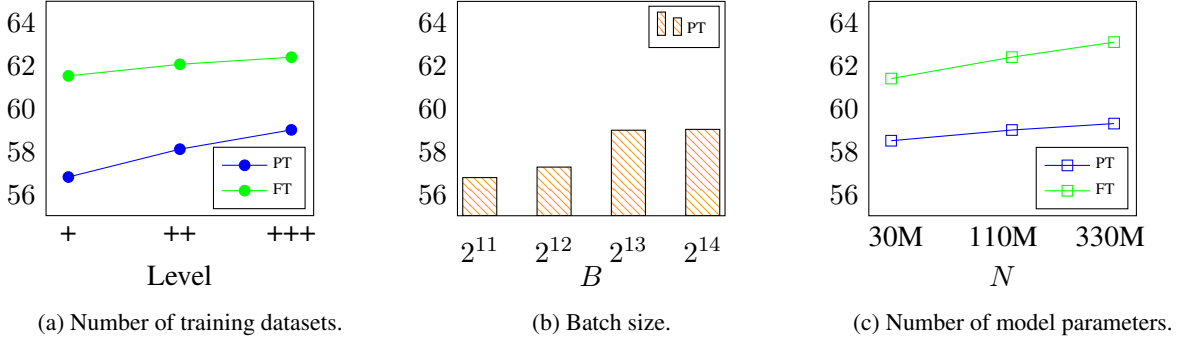 64
62
60
58
56
PT
FT
+ ++ +++
Level
(a) Number of training datasets.
64
62
60
58
56
PT
2^11 2^12 2^13 2^14
B
(b) Batch size.
64
62
60
58
56
PT
FT
30M 110M 330M
N
(c) Number of model parameters.